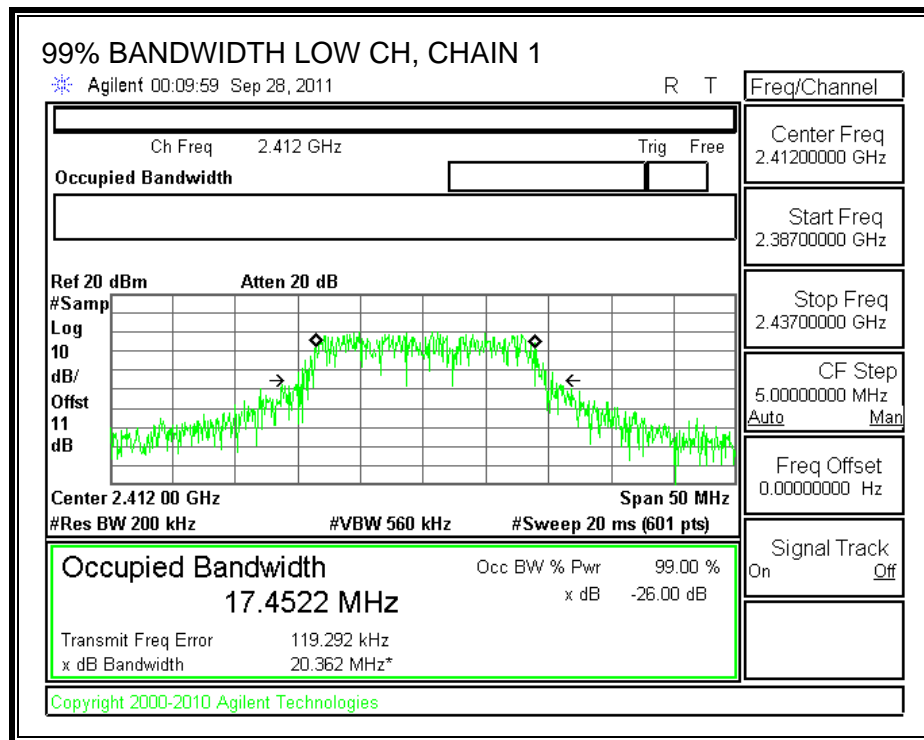 99% BANDWIDTH LOW CH, CHAIN 1
Agilent 00:09:59 Sep 28, 2011 R T
Freq/Channel
Ch Freq 2.412 GHz Trig Free
Occupied Bandwidth
Center Freq
2.41200000 GHz
Start Freq
2.38700000 GHz
Stop Freq
2.43700000 GHz
CF Step
5.00000000 MHz
Auto Man
Freq Offset
0.00000000 Hz
Signal Track
On Off
Ref 20 dBm Atten 20 dB
#Samp
Log
10
dB/
Offst
11
dB
Center 2.412 00 GHz Span 50 MHz
#Res BW 200 kHz #VBW 560 kHz #Sweep 20 ms (601 pts)
Occupied Bandwidth Occ BW % Pwr 99.00 %
17.4522 MHz x dB -26.00 dB
Transmit Freq Error 119.292 kHz
x dB Bandwidth 20.362 MHz*
Copyright 2000-2010 Agilent Technologies